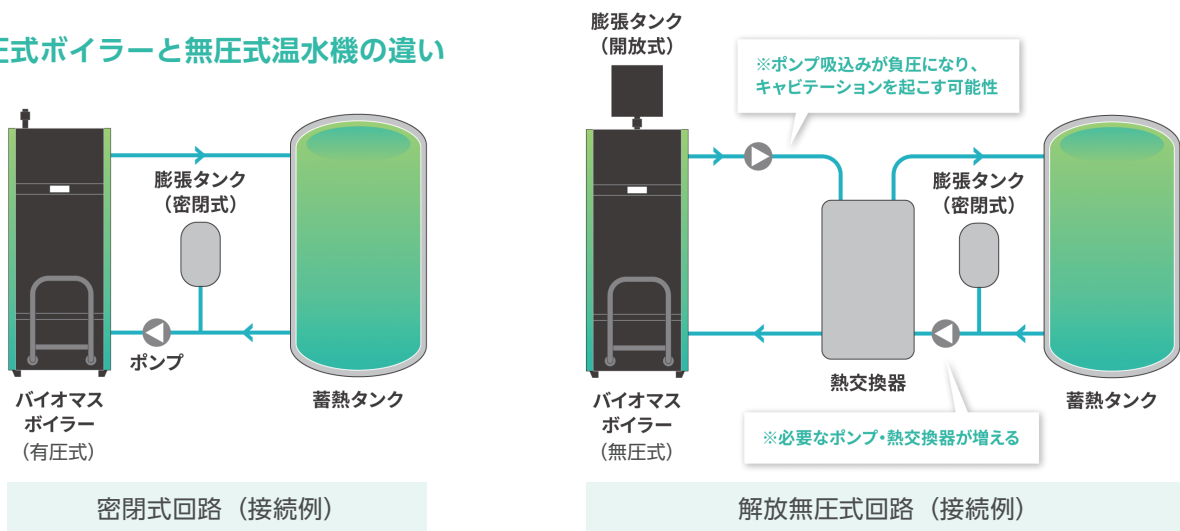 圧式ボイラーと無圧式温水機の違い
膨張タンク
（密閉式）
ポンプ
バイオマス
ボイラー
（有圧式）
蓄熱タンク
密閉式回路（接続例）
膨張タンク
（開放式）
※ポンプ吸込みが負圧になり、
キャビテーションを起こす可能性
膨張タンク
（密閉式）
熱交換器
バイオマス
ボイラー
（無圧式）
蓄熱タンク
※必要なポンプ・熱交換器が増える
解放無圧式回路（接続例）